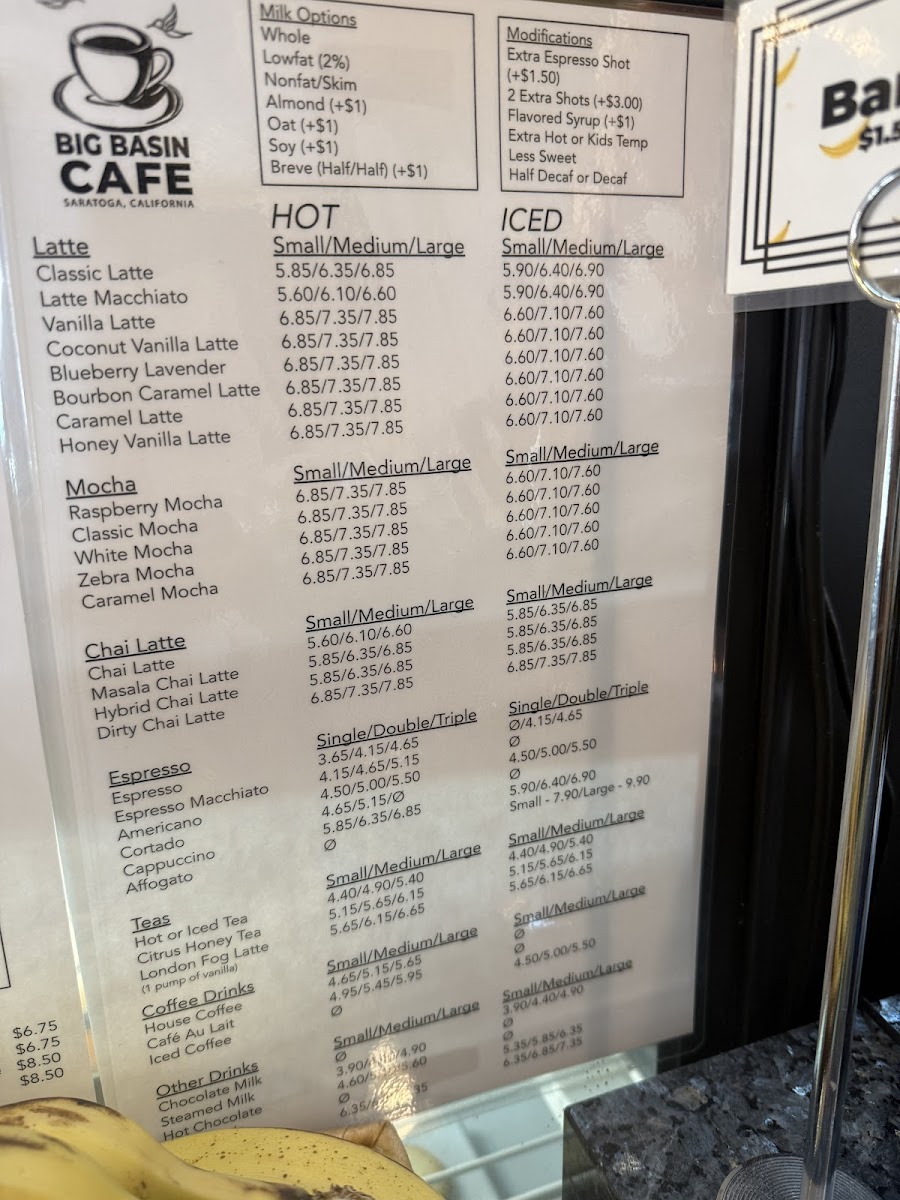 BIG BASIN
CAFE
SARATOGA, CALIFORNIA
Milk Options
Whole
Lowfat (2%)
Nonfat/Skim
Almond (+$1)
Oat (+$1)
Soy (+$1)
Breve (Half/Half) (+$1)
Modifications
Extra Espresso Shot
(+$1.50)
2 Extra Shots (+$3.00)
Flavored Syrup (+$1)
Extra Hot or Kids Temp
Less Sweet
Half Decaf or Decaf
HOT ICED
Latte Small/Medium/Large Small/Medium/Large
Classic Latte 5.85/6.35/6.85 5.90/6.40/6.90
Latte Macchiato 5.60/6.10/6.60 5.90/6.40/6.90
Vanilla Latte 6.85/7.35/7.85 6.60/7.10/7.60
Coconut Vanilla Latte 6.85/7.35/7.85 6.60/7.10/7.60
Blueberry Lavender 6.85/7.35/7.85 6.60/7.10/7.60
Bourbon Caramel Latte 6.85/7.35/7.85 6.60/7.10/7.60
Caramel Latte 6.85/7.35/7.85 6.60/7.10/7.60
Honey Vanilla Latte 6.85/7.35/7.85 6.60/7.10/7.60
Mocha Small/Medium/Large Small/Medium/Large
Raspberry Mocha 6.85/7.35/7.85 6.60/7.10/7.60
Classic Mocha 6.85/7.35/7.85 6.60/7.10/7.60
White Mocha 6.85/7.35/7.85 6.60/7.10/7.60
Zebra Mocha 6.85/7.35/7.85 6.60/7.10/7.60
Caramel Mocha 6.85/7.35/7.85 6.60/7.10/7.60
Chai Latte Small/Medium/Large Small/Medium/Large
Chai Latte 5.60/6.10/6.60 5.85/6.35/6.85
Masala Chai Latte 5.85/6.35/6.85 5.85/6.35/6.85
Hybrid Chai Latte 5.85/6.35/6.85 5.85/6.35/6.85
Dirty Chai Latte 6.85/7.35/7.85 6.85/7.35/7.85
Espresso Single/Double/Triple Single/Double/Triple
Espresso 3.65/4.15/4.65 Ø/4.15/4.65
Espresso Macchiato 4.15/4.65/5.15 Ø
Americano 4.50/5.00/5.50 4.50/5.00/5.50
Cortado 4.65/5.15/Ø Ø
Cappuccino 5.85/6.35/6.85 5.90/6.40/6.90
Affogato Ø Small - 7.90/Large - 9.90
Teas Small/Medium/Large Small/Medium/Large
Hot or Iced Tea 4.40/4.90/5.40 4.40/4.90/5.40
Citrus Honey Tea 5.15/5.65/6.15 5.15/5.65/6.15
London Fog Latte 5.65/6.15/6.65 5.65/6.15/6.65
(1 pump of vanilla)
Coffee Drinks Small/Medium/Large Small/Medium/Large
House Coffee 4.65/5.15/5.65 Ø
Café Au Lait 4.95/5.45/5.95 Ø
Iced Coffee Ø 4.50/5.00/5.50
Other Drinks Small/Medium/Large Small/Medium/Large
Chocolate Milk Ø 3.90/4.40/4.90
Steamed Milk 3.90/ 4.90 Ø
Hot Chocolate 4.60/ 5.60 Ø
Ø 5.35/5.85/6.35
6.35/ 6.35/6.85/7.35
$6.75
$6.75
$8.50
$8.50